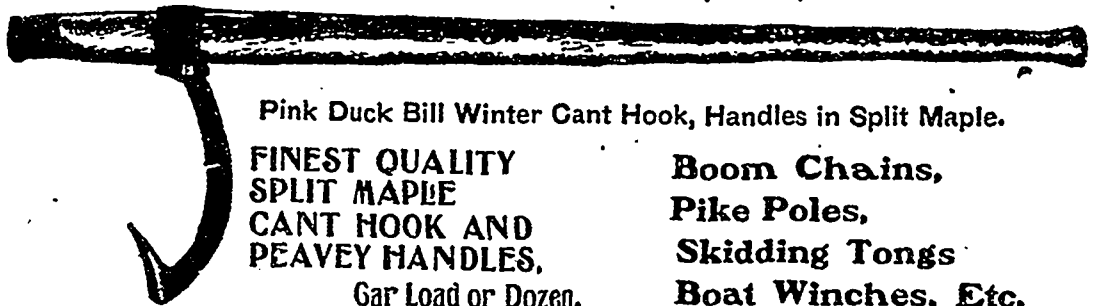 Pink Duck Bill Winter Cant Hook, Handles in Split Maple.
FINEST QUALITY
SPLIT MAPLE
CANT HOOK AND
PEAVEY HANDLES,
Car Load or Dozen.
Boom Chains,
Pike Poles,
Skidding Tongs
Boat Winches, Etc.